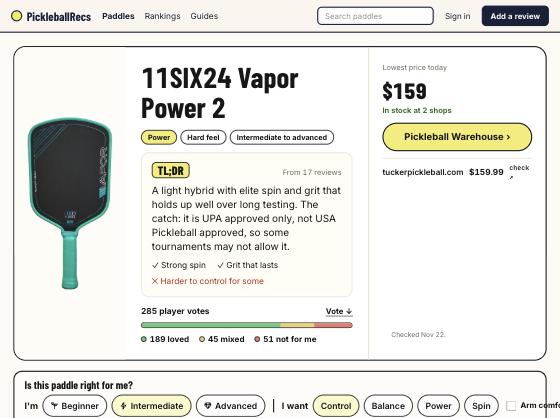 PickleballRecs Paddles Rankings Guides Search paddles Sign in Add a review
11SIX24 Vapor
Power 2
Power Hard feel Intermediate to advanced
TL;DR From 17 reviews
A light hybrid with elite spin and grit that
holds up well over long testing. The
catch: it is UPA approved only, not USA
Pickleball approved, so some
tournaments may not allow it.
✓ Strong spin ✓ Grit that lasts
✕ Harder to control for some
285 player votes Vote ↓
189 loved 45 mixed 51 not for me
Lowest price today
$159
In stock at 2 shops
Pickleball Warehouse ›
tuckerpickleball.com $159.99 check ↗
Checked Nov 22.
Is this paddle right for me?
I'm Beginner Intermediate Advanced I want Control Balance Power Spin Arm comfo